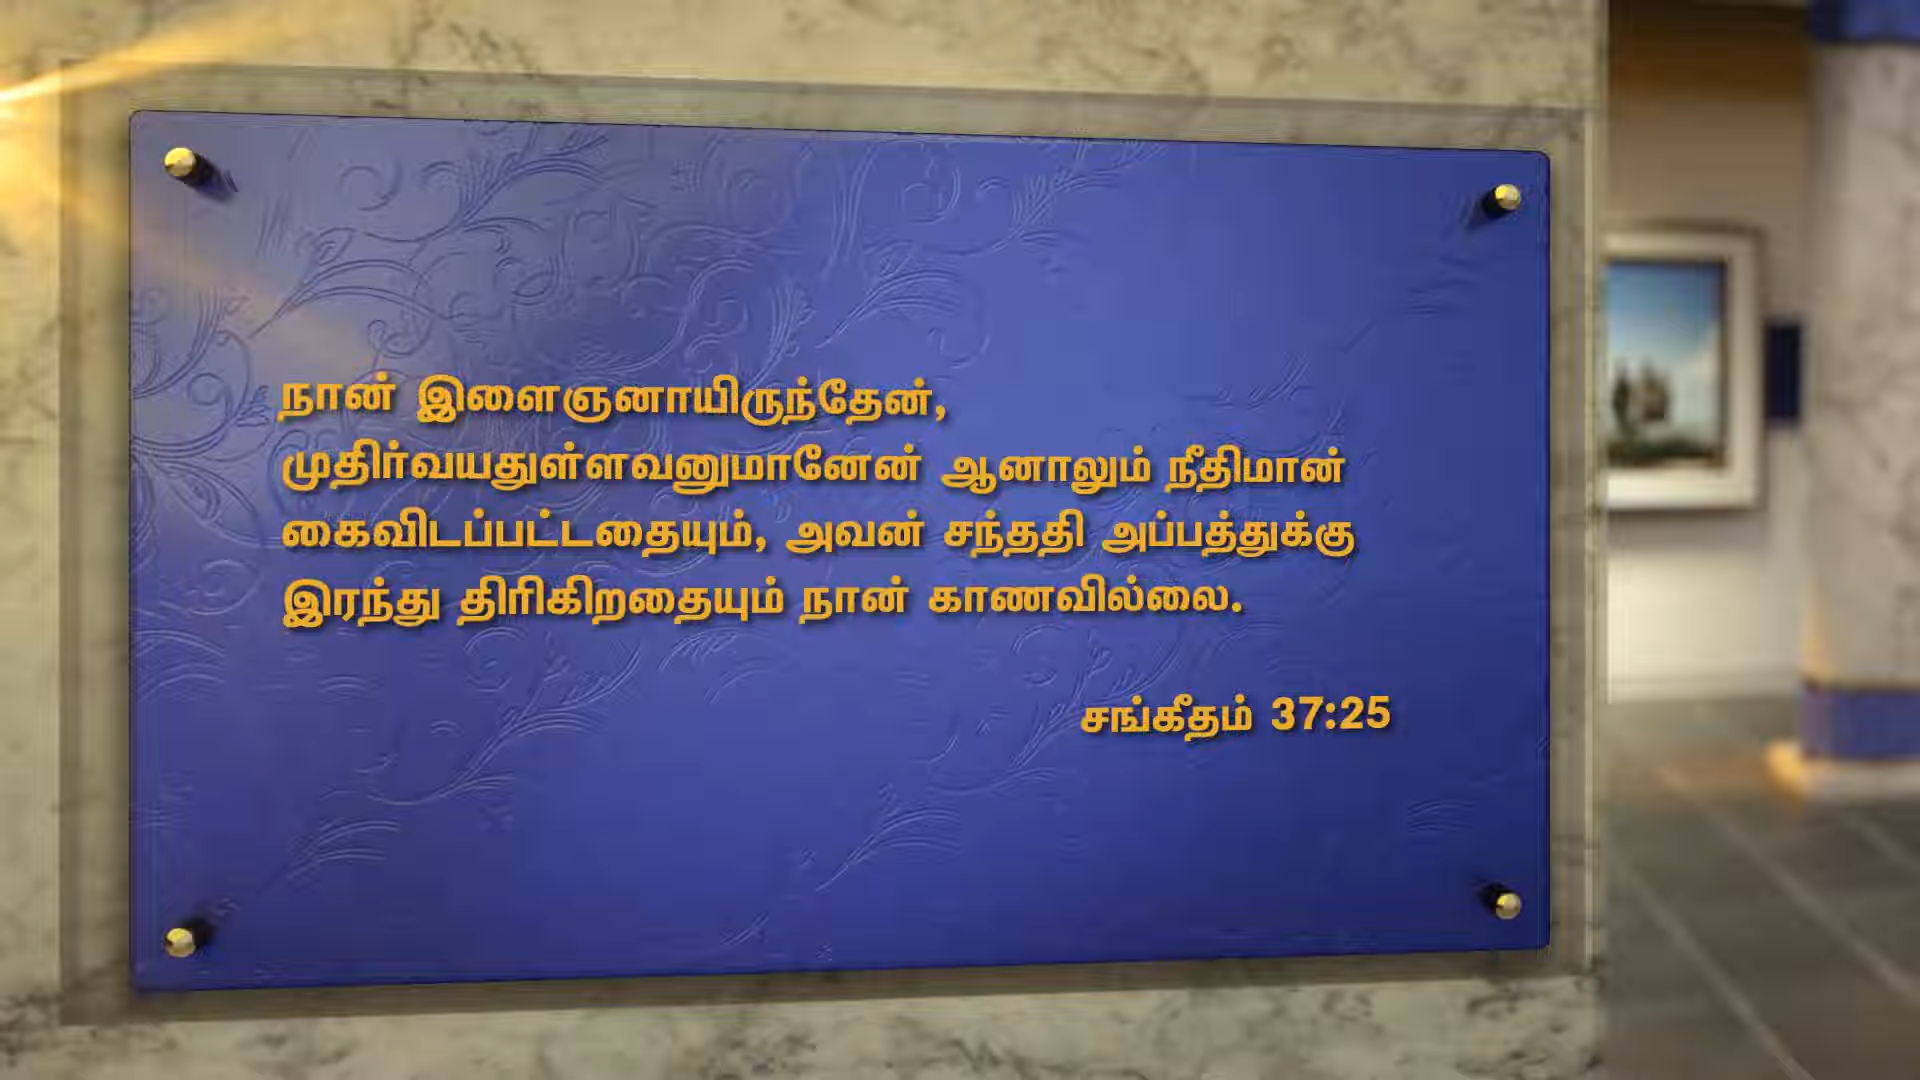 நான் இளைஞனாயிருந்தேன்,
முதிர்வயதுள்ளவனுமானேன் ஆனாலும் நீதிமான்
கைவிடப்பட்டதையும், அவன் சந்ததி அப்பத்துக்கு
இரந்து திரிகிறதையும் நான் காணவில்லை.
சங்கீதம் 37:25